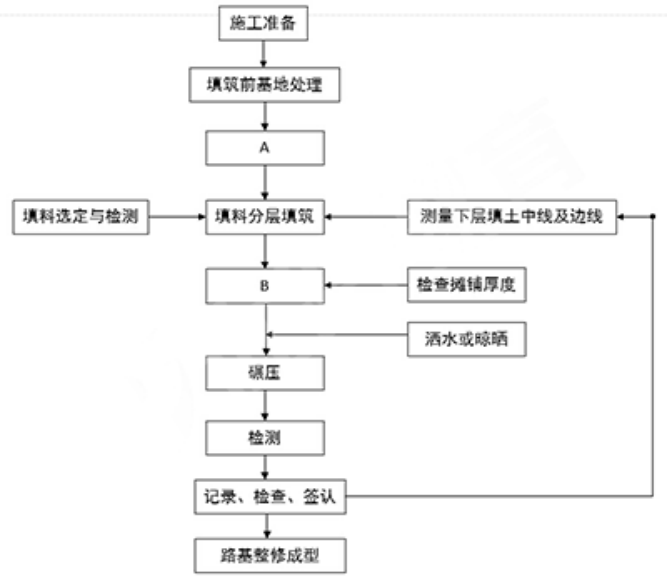 施工准备
填筑前基地处理
A
填料选定与检测
填料分层填筑
测量下层填土中线及边线
B
检查摊铺厚度
洒水或晾晒
碾压
检测
记录、检查、签认
路基整修成型